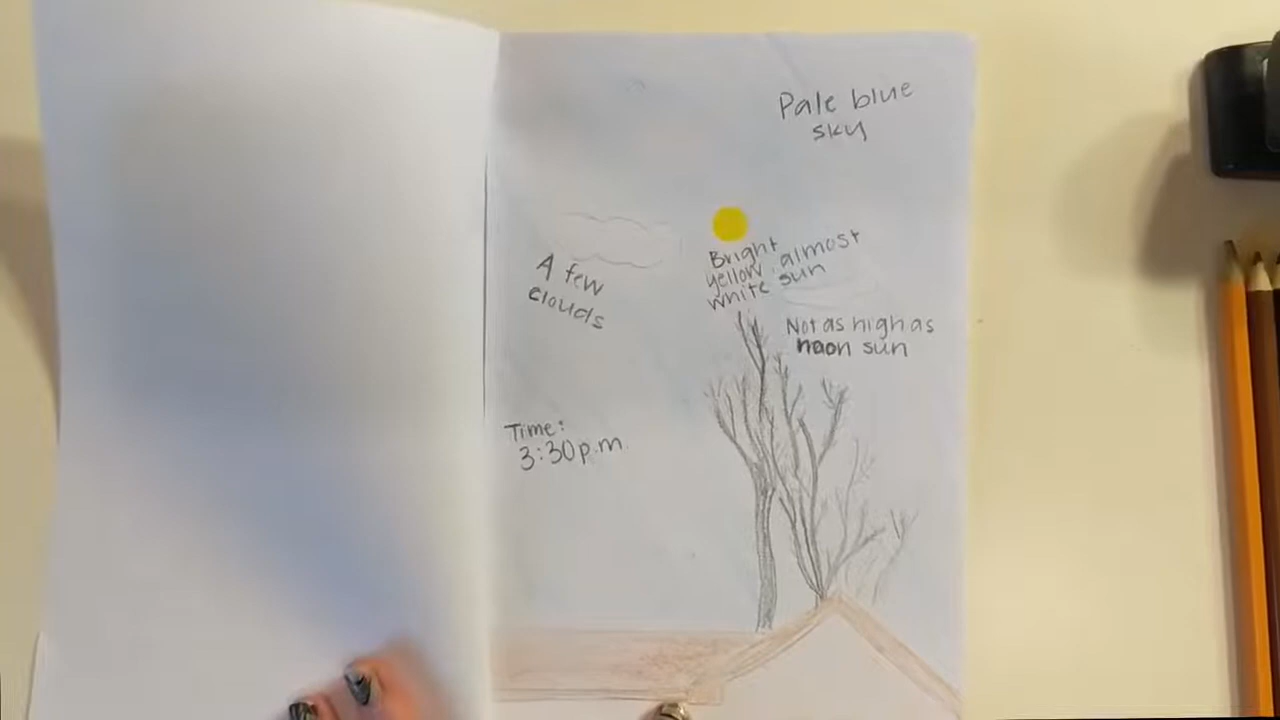 Pale blue
sky
Bright
yellow, almost
white sun
A few
clouds
Not as high as
noon sun
Time:
3:30 p.m.